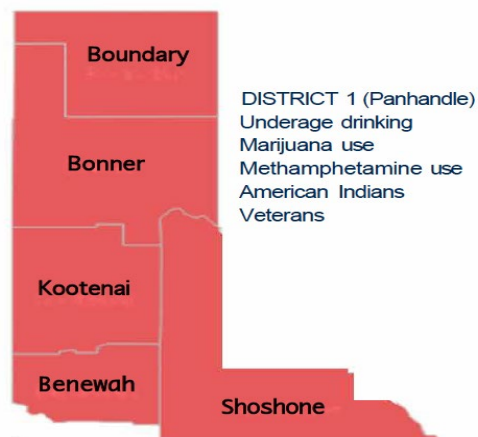 Boundary
Bonner
Kootenai
Benewah
Shoshone
DISTRICT 1 (Panhandle)
Underage drinking
Marijuana use
Methamphetamine use
American Indians
Veterans